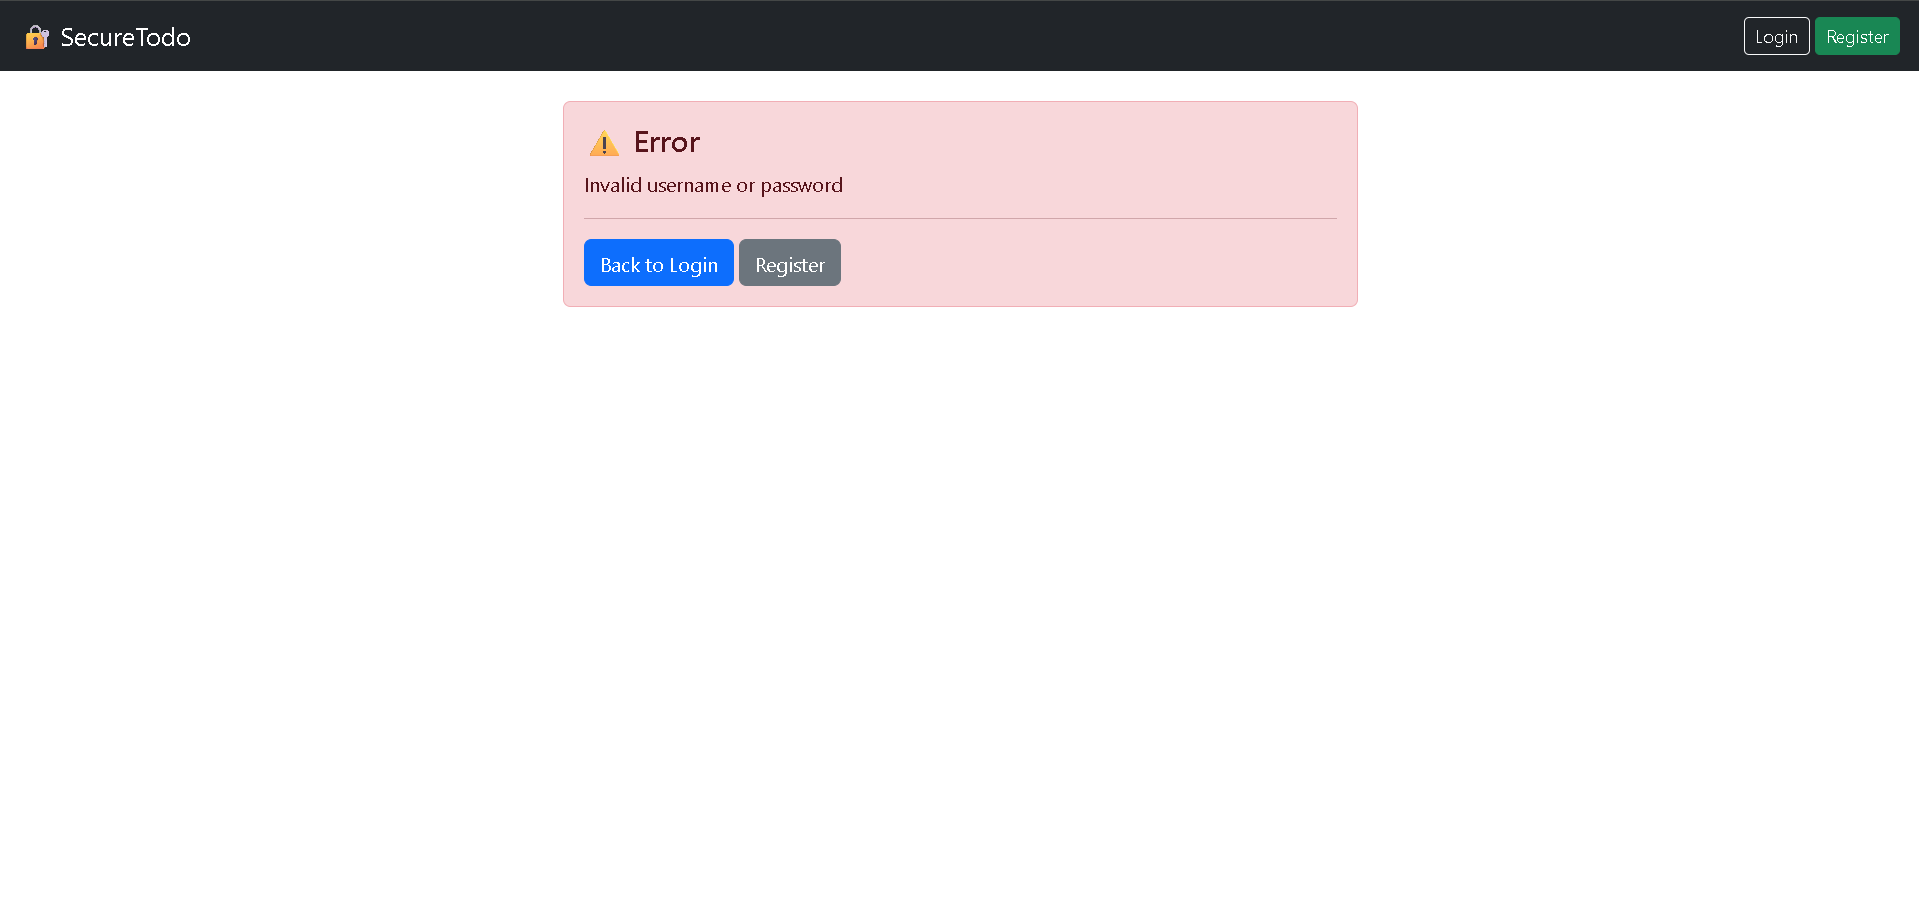 SecureTodo
Login
Register
Error
Invalid username or password
Back to Login
Register